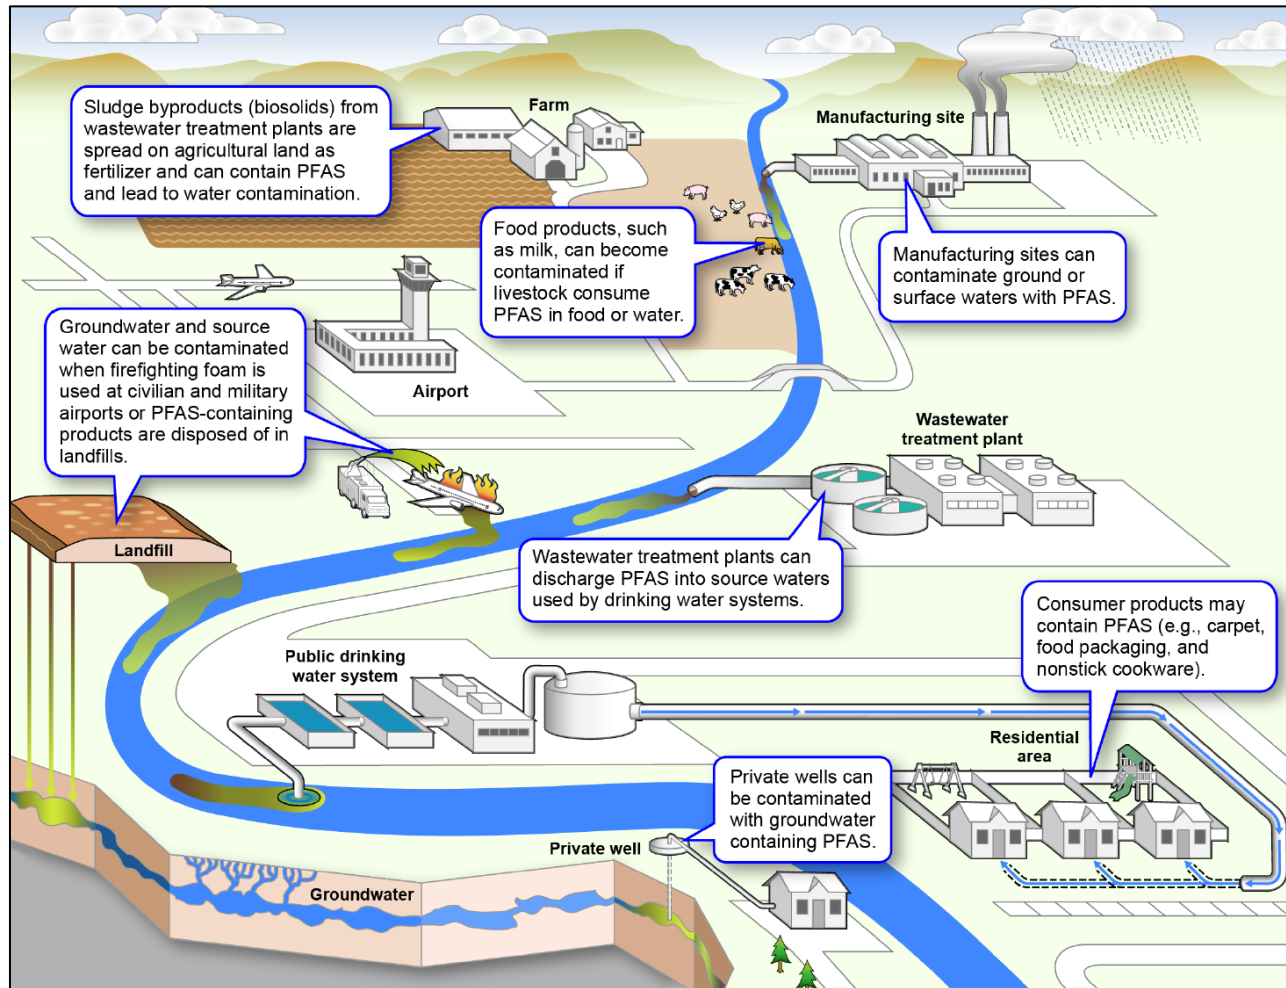 Sludge byproducts (biosolids) from
wastewater treatment plants are
spread on agricultural land as
fertilizer and can contain PFAS
and lead to water contamination.
Farm
Manufacturing site
Food products, such
as milk, can become
contaminated if
livestock consume
PFAS in food or water.
Manufacturing sites can
contaminate ground or
surface waters with PFAS.
Groundwater and source
water can be contaminated
when firefighting foam is
used at civilian and military
airports or PFAS-containing
products are disposed of in
landfills.
Airport
Wastewater
treatment plant
Landfill
Wastewater treatment plants can
discharge PFAS into source waters
used by drinking water systems.
Consumer products may
contain PFAS (e.g., carpet,
food packaging, and
nonstick cookware).
Public drinking
water system
Residential
area
Private wells can
be contaminated
with groundwater
containing PFAS.
Private well
Groundwater